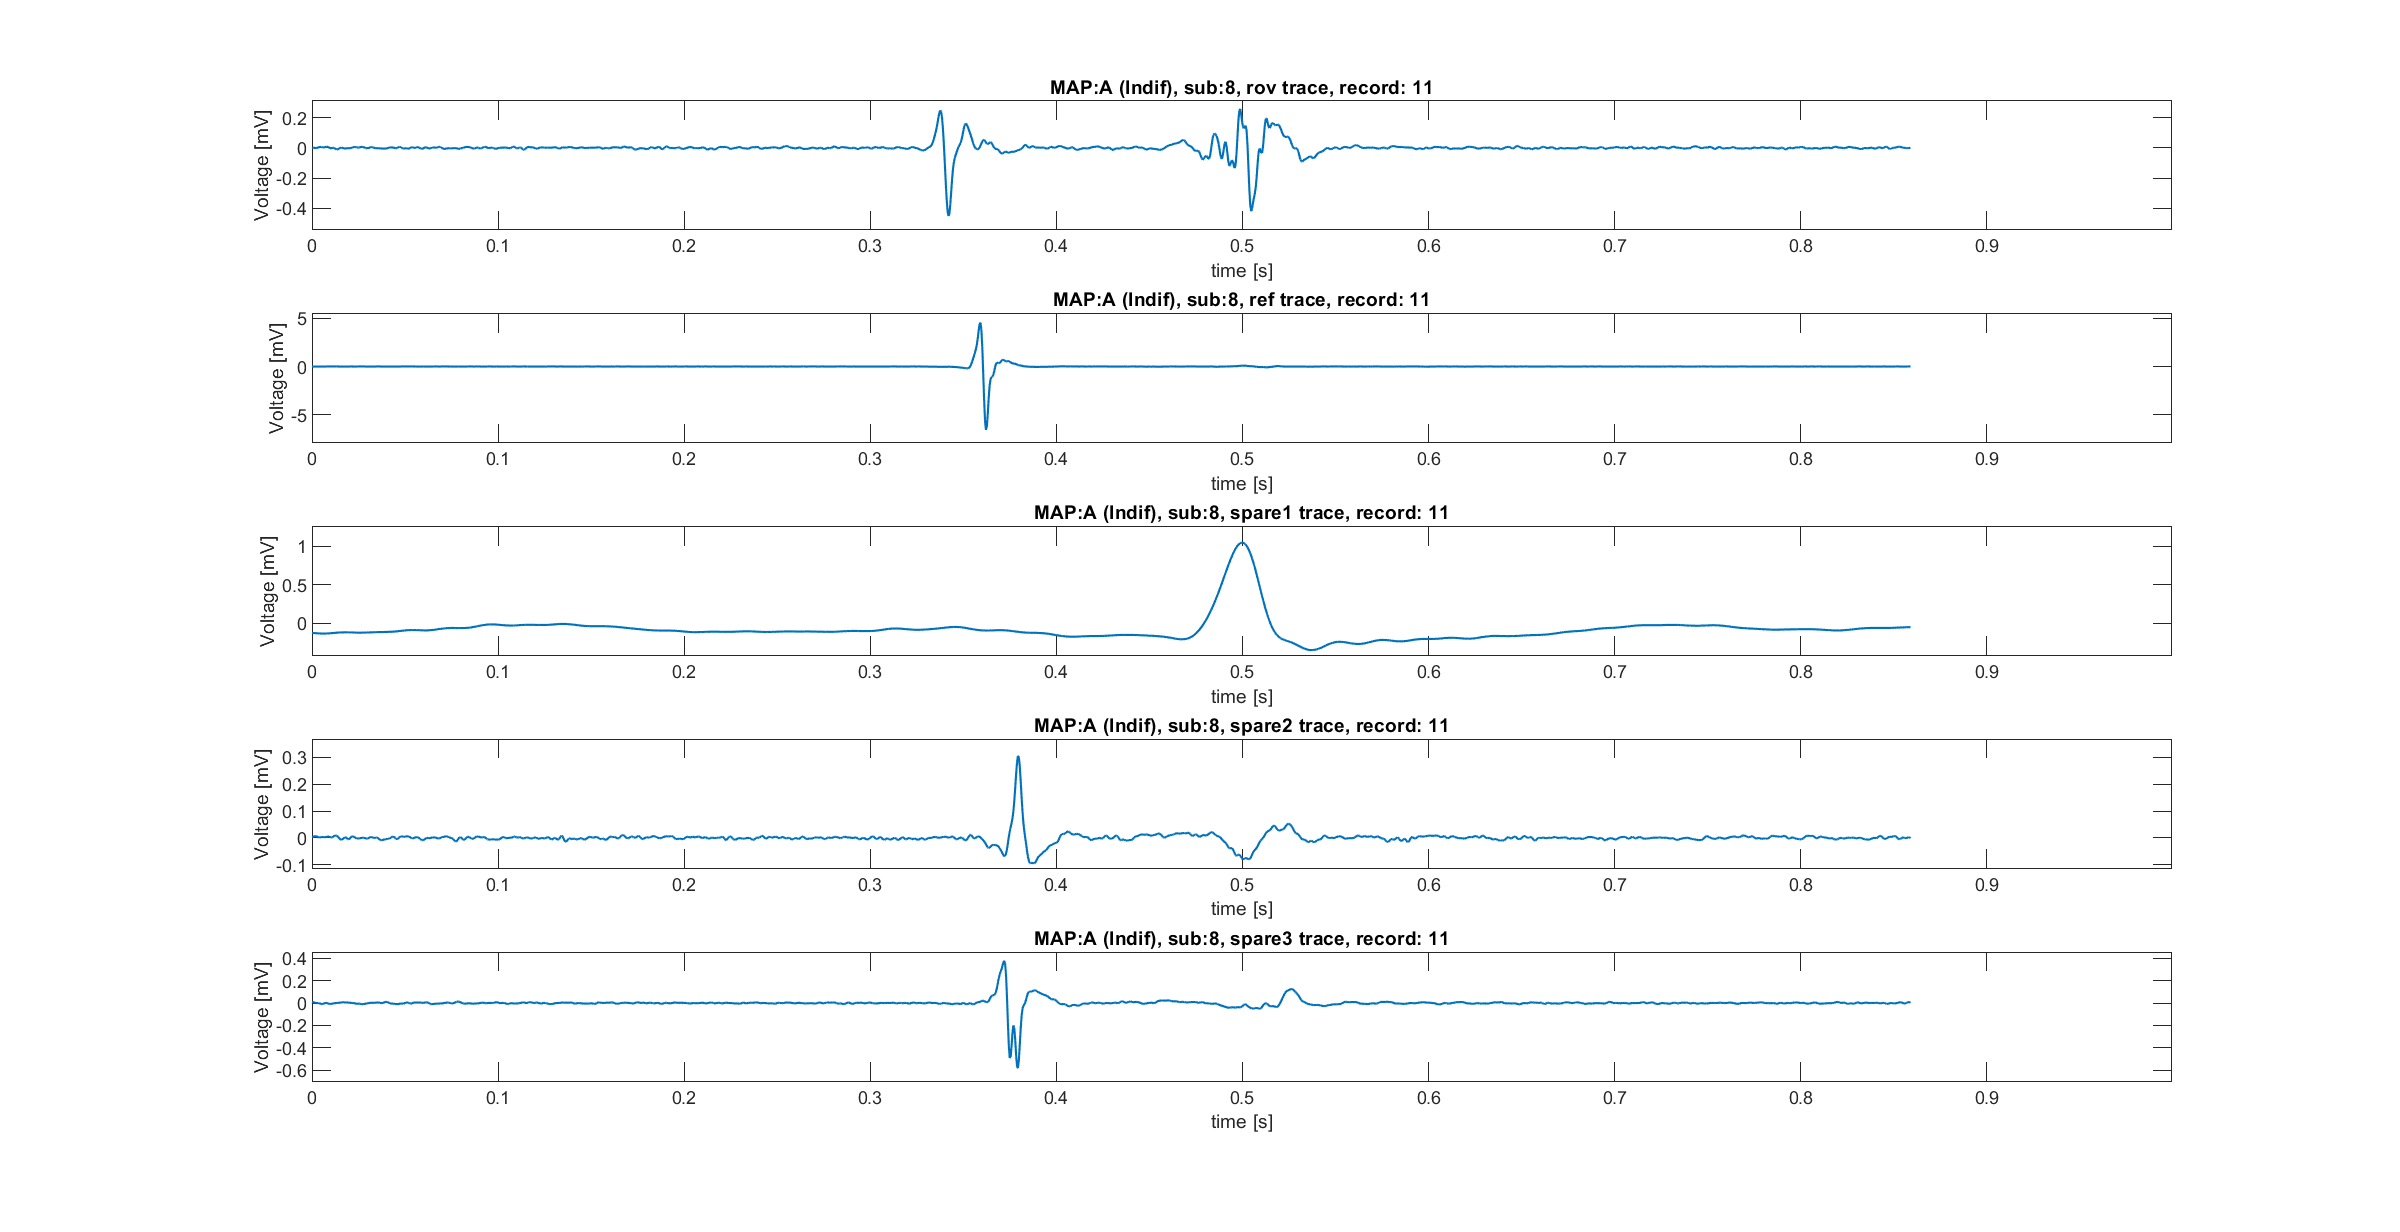 MAP:A (Indif), sub:8, rov trace, record: 11
Voltage [mV]
0.2
0
-0.2
-0.4
0 0.1 0.2 0.3 0.4 0.5 0.6 0.7 0.8 0.9
time [s]
MAP:A (Indif), sub:8, ref trace, record: 11
Voltage [mV]
5
0
-5
0 0.1 0.2 0.3 0.4 0.5 0.6 0.7 0.8 0.9
time [s]
MAP:A (Indif), sub:8, spare1 trace, record: 11
Voltage [mV]
1
0.5
0
0 0.1 0.2 0.3 0.4 0.5 0.6 0.7 0.8 0.9
time [s]
MAP:A (Indif), sub:8, spare2 trace, record: 11
Voltage [mV]
0.3
0.2
0.1
0
-0.1
0 0.1 0.2 0.3 0.4 0.5 0.6 0.7 0.8 0.9
time [s]
MAP:A (Indif), sub:8, spare3 trace, record: 11
Voltage [mV]
0.4
0.2
0
-0.2
-0.4
-0.6
0 0.1 0.2 0.3 0.4 0.5 0.6 0.7 0.8 0.9
time [s]